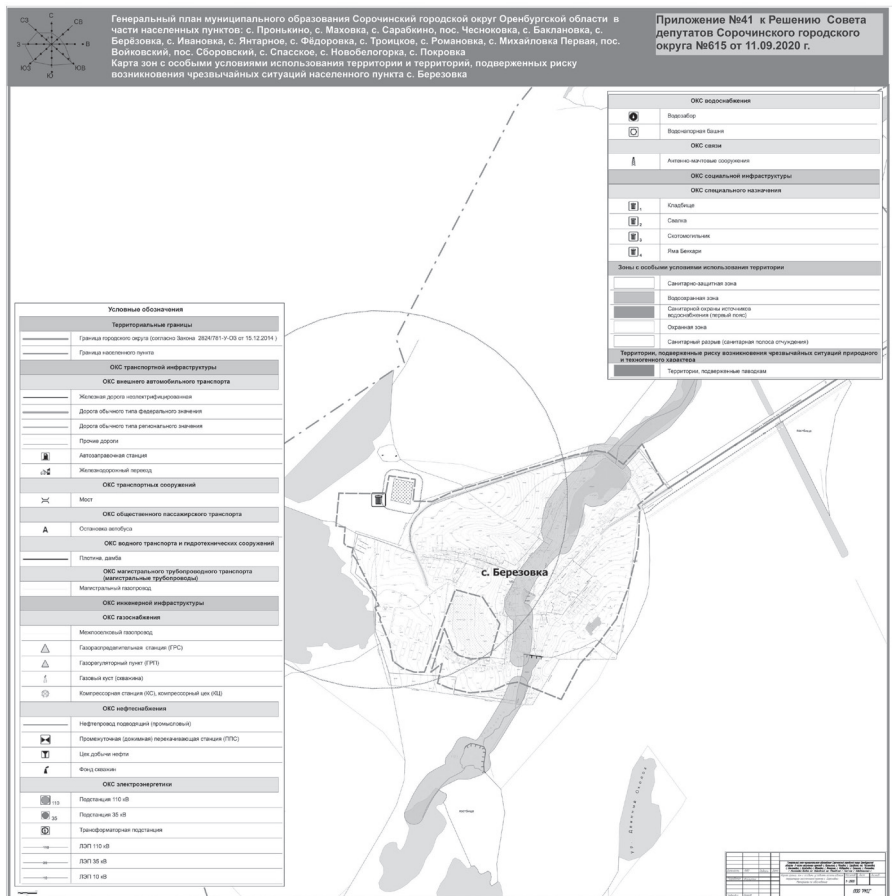 С
СВ
В
ЮВ
Ю
ЮЗ
З
СЗ
Генеральный план муниципального образования Сорочинский городской округ Оренбургской области в
части населенных пунктов: с. Пронькино, с. Маховка, с. Сарабкино, пос. Чесноковка, с. Баклановка, с.
Берёзовка, с. Ивановка, с. Янтарное, с. Фёдоровка, с. Троицкое, с. Романовка, с. Михайловка Первая, пос.
Войковский, пос. Сборовский, с. Спасское, с. Новобелогорка, с. Покровка
Карта зон с особыми условиями использования территории и территорий, подверженных риску
возникновения чрезвычайных ситуаций населенного пункта с. Березовка
Приложение №41 к Решению Совета
депутатов Сорочинского городского
округа №615 от 11.09.2020 г.
ОКС водоснабжения
Водозабор
Водонапорная башня
ОКС связи
Антенно-мачтовые сооружения
ОКС социальной инфраструктуры
ОКС специального назначения
1 Кладбище
2 Свалка
3 Скотомогильник
4 Яма Беккари
Зоны с особыми условиями использования территории
Санитарно-защитная зона
Водоохранная зона
Санитарной охраны источников
водоснабжения (первый пояс)
Охранная зона
Санитарный разрыв (санитарная полоса отчуждения)
Территории, подверженные риску возникновения чрезвычайных ситуаций природного
и техногенного характера
Территории, подверженные паводкам
Условные обозначения
Территориальные границы
Граница городского округа (согласно Закона 2824/781-V-ОЗ от 15.12.2014 )
Граница населенного пункта
ОКС транспортной инфраструктуры
ОКС внешнего автомобильного транспорта
Железная дорога неэлектрифицированная
Дорога обычного типа федерального значения
Дорога обычного типа регионального значения
Прочие дороги
Автозаправочная станция
Железнодорожный переезд
ОКС транспортных сооружений
Мост
ОКС общественного пассажирского транспорта
А Остановка автобуса
ОКС водного транспорта и гидротехнических сооружений
Плотина, дамба
ОКС магистрального трубопроводного транспорта
(магистральные трубопроводы)
Магистральный газопровод
ОКС инженерной инфраструктуры
ОКС газоснабжения
Межпоселковый газопровод
Газораспределительная станция (ГРС)
Газорегуляторный пункт (ГРП)
Газовый куст (скважина)
Компрессорная станция (КС), компрессорный цех (КЦ)
ОКС нефтеснабжения
Нефтепровод подводящий (промысловый)
Промежуточная (дожимная) перекачивающая станция (ППС)
Цех добычи нефти
Фонд скважин
ОКС электроэнергетики
110 Подстанция 110 кВ
35 Подстанция 35 кВ
Трансформаторная подстанция
ЛЭП 110 кВ
ЛЭП 35 кВ
ЛЭП 10 кВ
с. Березовка